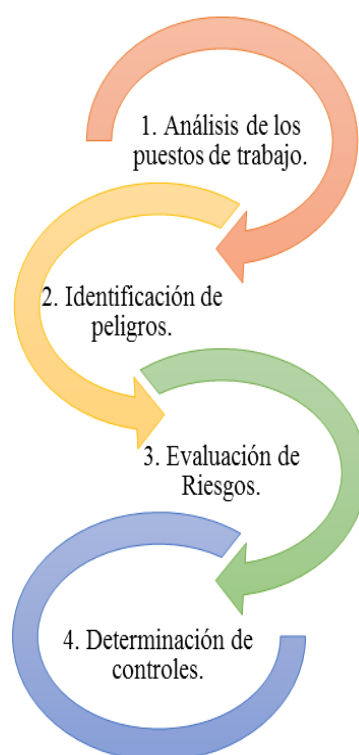 1. Análisis de los
puestos de trabajo.
2. Identificación de
peligros.
3. Evaluación de
Riesgos.
4. Determinación de
controles.